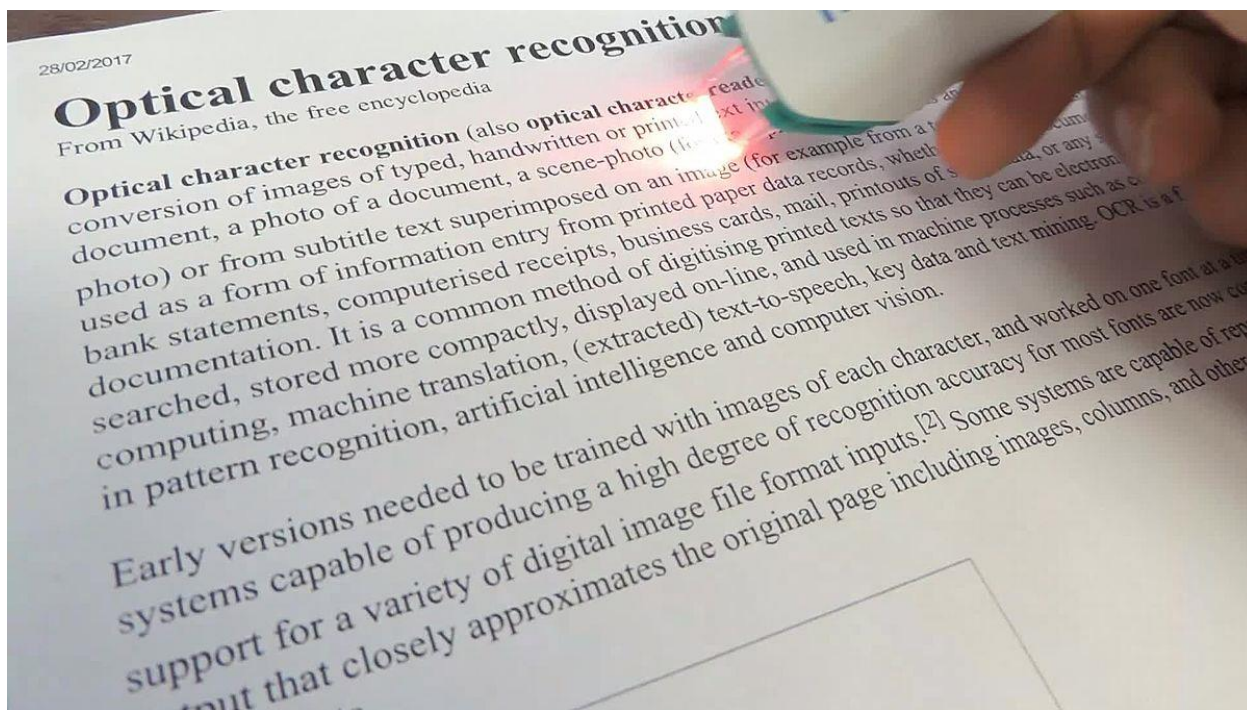 28/02/2017
Optical character recognition
From Wikipedia, the free encyclopedia
Optical character recognition (also optical character reade
conversion of images of typed, handwritten or printed text in
document, a photo of a document, a scene-photo
photo) or from subtitle text superimposed on an image (for example from a
used as a form of information entry from printed paper data records,
bank statements, computerised receipts, business cards, mail, printouts of
documentation. It is a common method of digitising printed texts so that they can be
searched, stored more compactly, displayed on-line, and used in machine processes such as
computing, machine translation, (extracted) text-to-speech, key data and text mining. OCR is a f
in pattern recognition, artificial intelligence and computer vision.
Early versions needed to be trained with images of each character, and worked on one font at a
systems capable of producing a high degree of recognition accuracy for most fonts are now
support for a variety of digital image file format inputs.[2] Some systems are capable of
that closely approximates the original page including images, columns, and other